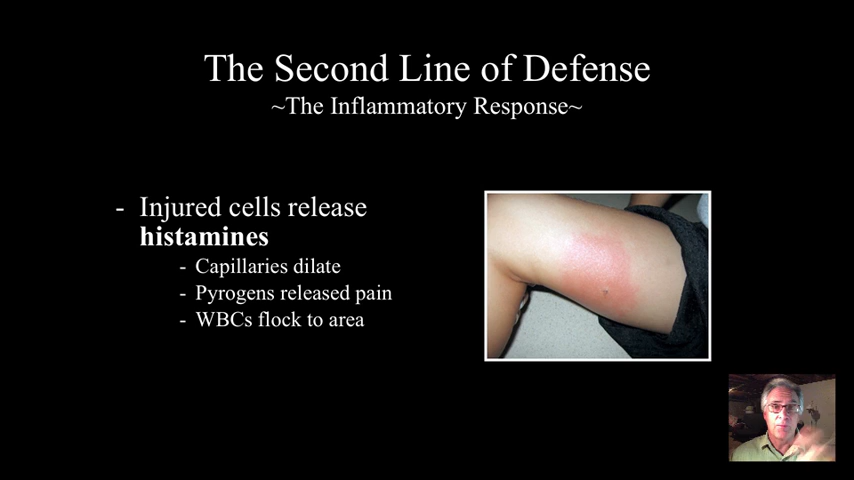 The Second Line of Defense
~The Inflammatory Response~
- Injured cells release
histamines
- Capillaries dilate
- Pyrogens released pain
- WBCs flock to area